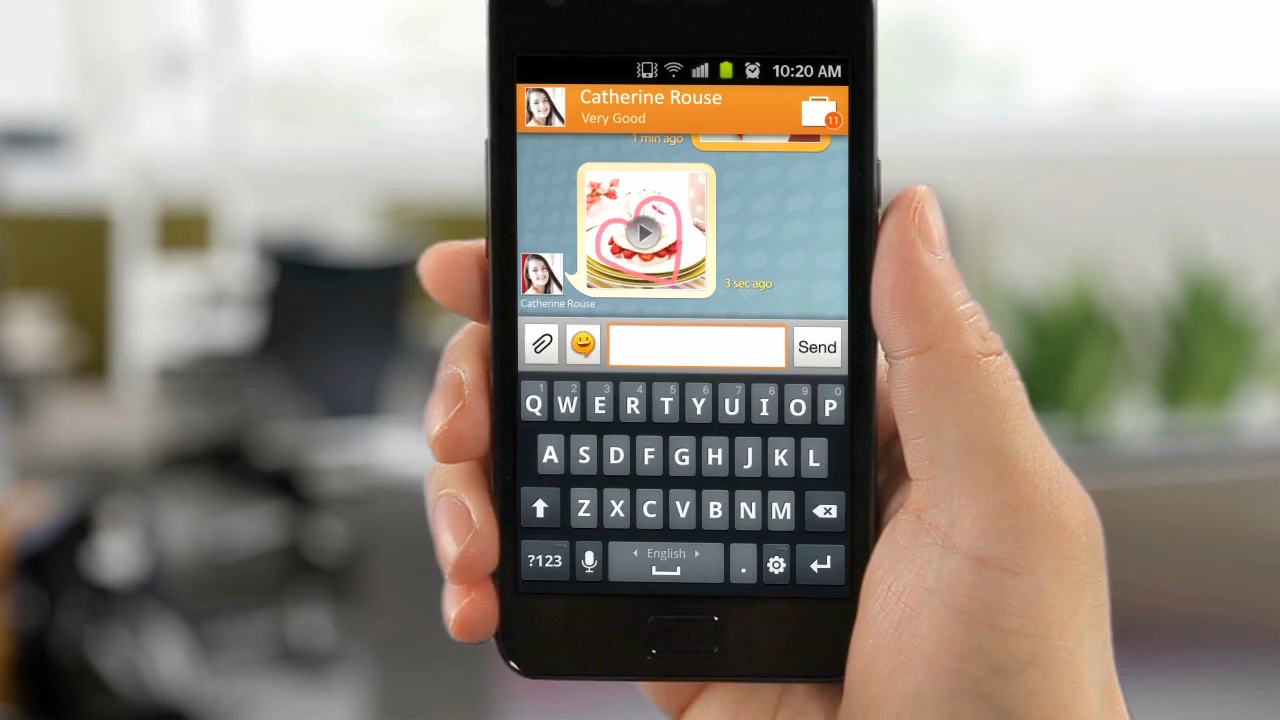 10:20 AM
Catherine Rouse
Very Good
11
1 min ago
3 sec ago
Catherine Rouse
Send
1 2 3 4 5 6 7 8 9 0
Q W E R T Y U I O P
A S D F G H J K L
Z X C V B N M
?123 English .